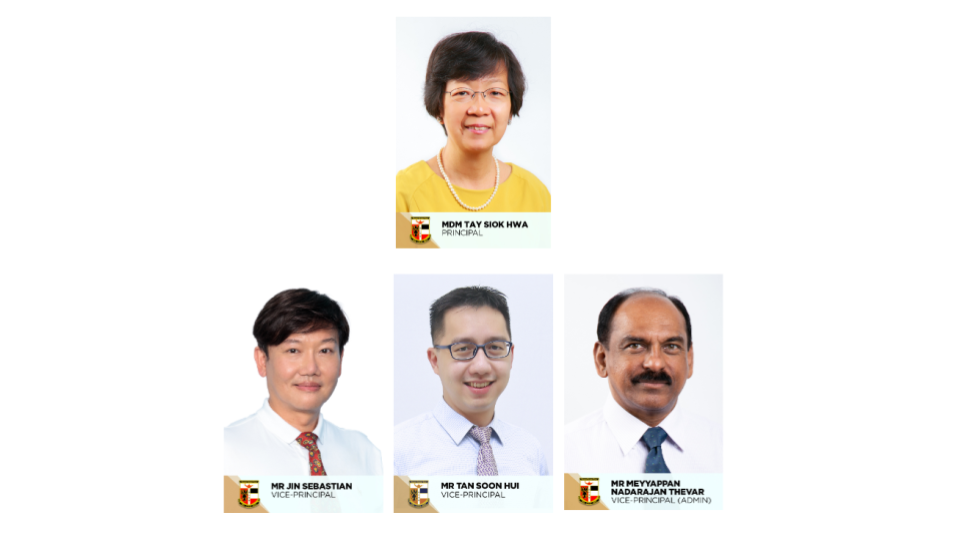 MDM TAY SIOK HWA
PRINCIPAL
MR JIN SEBASTIAN
VICE-PRINCIPAL
MR TAN SOON HUI
VICE-PRINCIPAL
MR MEYYAPPAN
NADARAJAN THEVAR
VICE-PRINCIPAL (ADMIN)